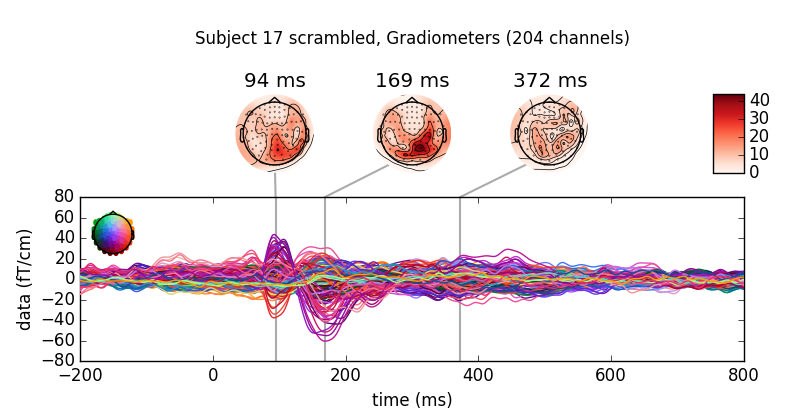 Subject 17 scrambled, Gradiometers (204 channels)
94 ms 169 ms 372 ms
40
30
20
10
0
80
60
40
20
0
−20
−40
−60
−80
data (fT/cm)
−200 0 200 400 600 800
time (ms)